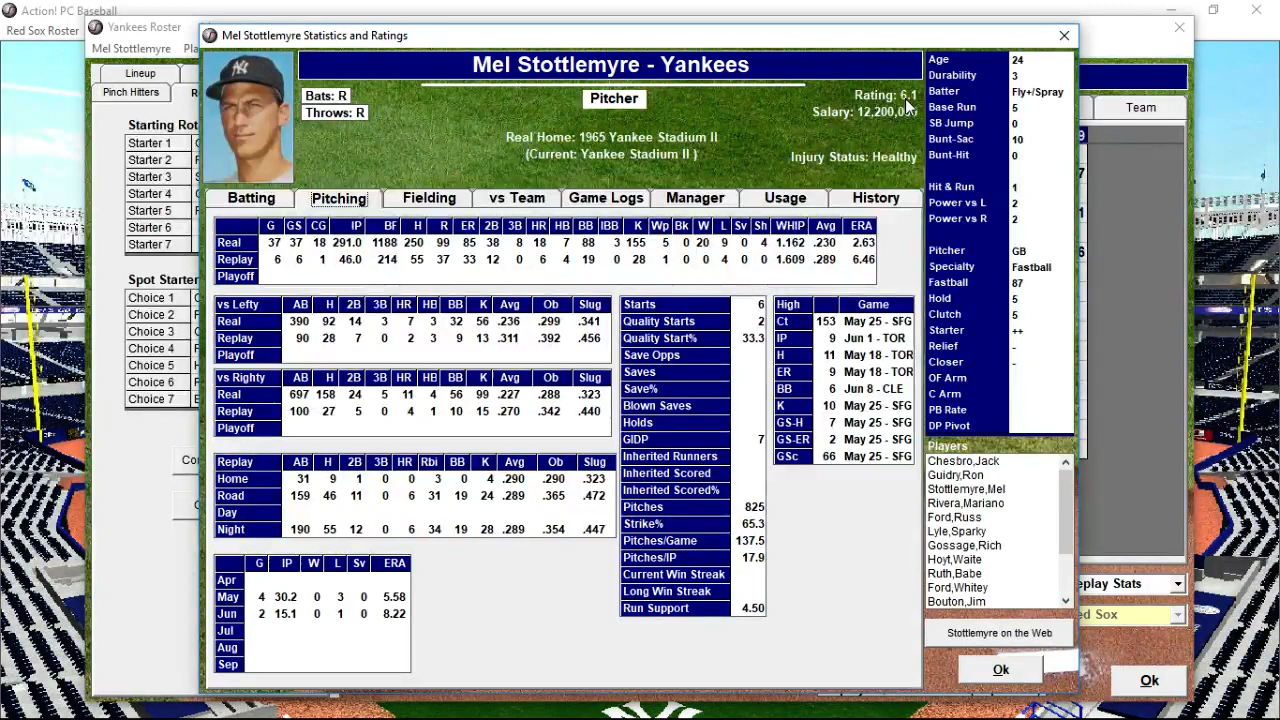 Action! PC Baseball
Red Sox Roster
Yankees Roster
Mel Stottlemyre
Lineup
Pinch Hitters
Starting Rot
Starter 1
Starter 2
Starter 3
Starter 4
Starter 5
Starter 6
Starter 7
Spot Starter
Choice 1
Choice 2
Choice 3
Choice 4
Choice 5
Choice 6
Choice 7
Mel Stottlemyre Statistics and Ratings
Mel Stottlemyre - Yankees
Bats: R
Throws: R
Pitcher
Rating: 6.1
Salary: 12,200,000
Real Home: 1965 Yankee Stadium II
(Current: Yankee Stadium II )
Injury Status: Healthy
Batting Pitching Fielding vs Team Game Logs Manager Usage History
G GS CG IP BF H R ER 2B 3B HR HB BB IBB K Wp Bk W L Sv Sh WHIP Avg ERA
Real 37 37 18 291.0 1188 250 99 85 38 8 18 7 88 3 155 5 0 20 9 0 4 1.162 .230 2.63
Replay 6 6 1 46.0 214 55 37 33 12 0 6 4 19 0 28 1 0 0 4 0 0 1.609 .289 6.46
Playoff
vs Lefty AB H 2B 3B HR HB BB K Avg Ob Slug
Real 390 92 14 3 7 3 32 56 .236 .299 .341
Replay 90 28 7 0 2 3 9 13 .311 .392 .456
Playoff
vs Righty AB H 2B 3B HR HB BB K Avg Ob Slug
Real 697 158 24 5 11 4 56 99 .227 .288 .323
Replay 100 27 5 0 4 1 10 15 .270 .342 .440
Playoff
Replay AB H 2B 3B HR Rbi BB K Avg Ob Slug
Home 31 9 1 0 0 3 0 4 .290 .290 .323
Road 159 46 11 0 6 31 19 24 .289 .365 .472
Day
Night 190 55 12 0 6 34 19 28 .289 .354 .447
G IP W L Sv ERA
Apr
May 4 30.2 0 3 0 5.58
Jun 2 15.1 0 1 0 8.22
Jul
Aug
Sep
Starts 6
Quality Starts 2
Quality Start% 33.3
Save Opps
Saves
Save%
Blown Saves
Holds
GIDP 7
Inherited Runners
Inherited Scored
Inherited Scored%
Pitches 825
Strike% 65.3
Pitches/Game 137.5
Pitches/IP 17.9
Current Win Streak
Long Win Streak
Run Support 4.50
High Game
Ct 153 May 25 - SFG
IP 9 Jun 1 - TOR
H 11 May 18 - TOR
ER 9 May 18 - TOR
BB 6 Jun 8 - CLE
K 10 May 25 - SFG
GS-H 7 May 25 - SFG
GS-ER 2 May 25 - SFG
GSc 66 May 25 - SFG
Age 24
Durability 3
Batter Fly+/Spray
Base Run 5
SB Jump 0
Bunt-Sac 10
Bunt-Hit 0
Hit & Run 1
Power vs L 2
Power vs R 2
Pitcher GB
Specialty Fastball
Fastball 87
Hold 5
Clutch 5
Starter ++
Relief -
Closer -
OF Arm
C Arm
PB Rate
DP Pivot
Players
Chesbro,Jack
Guidry,Ron
Stottlemyre,Mel
Rivera,Mariano
Ford,Russ
Lyle,Sparky
Gossage,Rich
Hoyt,Waite
Ruth,Babe
Ford,Whitey
Bouton,Jim
Stottlemyre on the Web
Ok
Team
eplay Stats
ed Sox
Ok